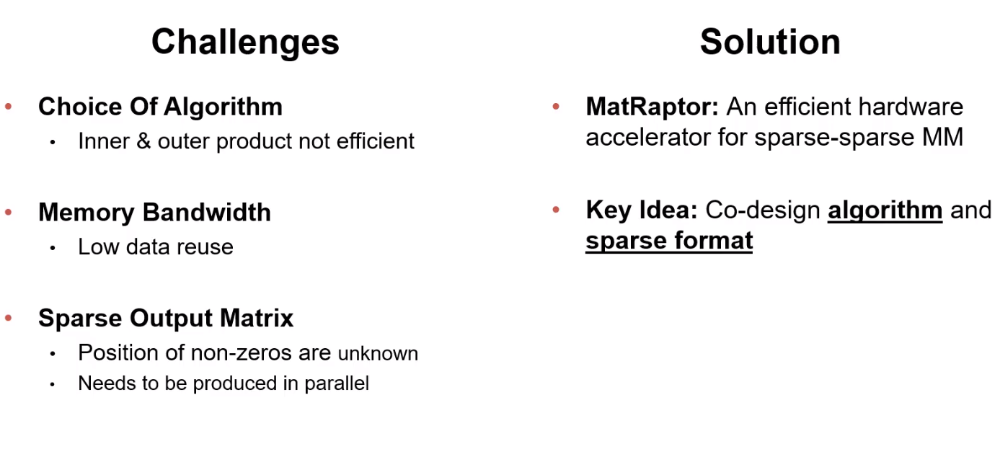 Challenges
• Choice Of Algorithm
• Inner & outer product not efficient
• Memory Bandwidth
• Low data reuse
• Sparse Output Matrix
• Position of non-zeros are unknown
• Needs to be produced in parallel
Solution
• MatRaptor: An efficient hardware
accelerator for sparse-sparse MM
• Key Idea: Co-design algorithm and
sparse format